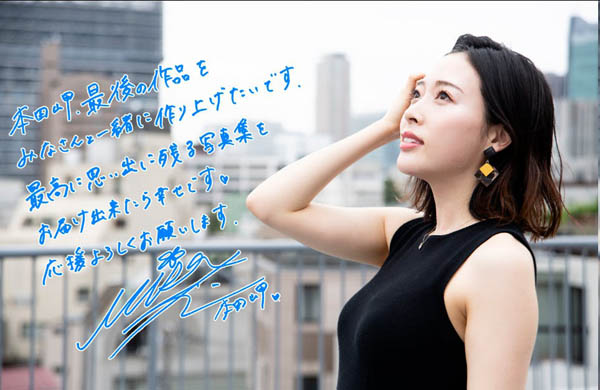 本田岬、最後の作品を
みなさんと一緒に作り上げたいです。
最高に思い出に残る写真集を
お届け出来たら幸せです♥
応援よろしくお願いします。
本田岬♥